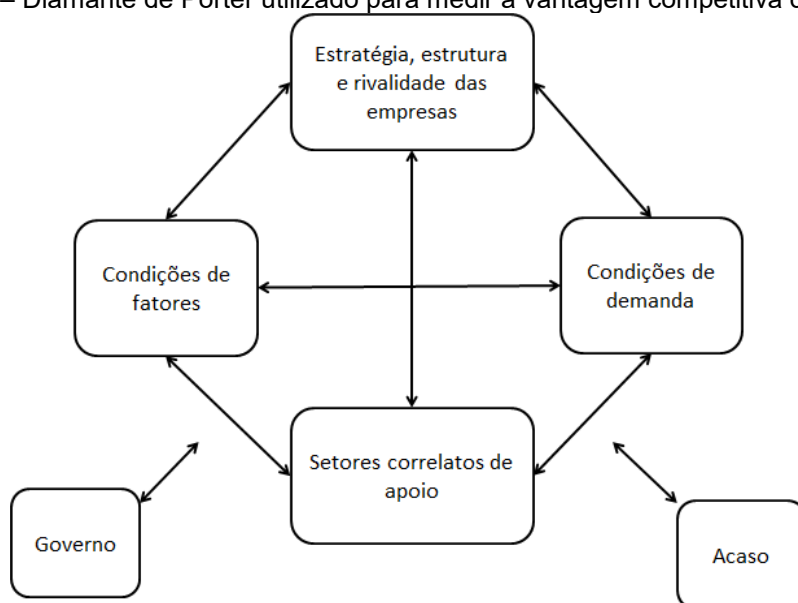 – Diamante de Porter utilizado para medir a vantagem competitiva d
Estratégia, estrutura
e rivalidade das
empresas
Condições de
fatores
Condições de
demanda
Setores correlatos de
apoio
Governo
Acaso